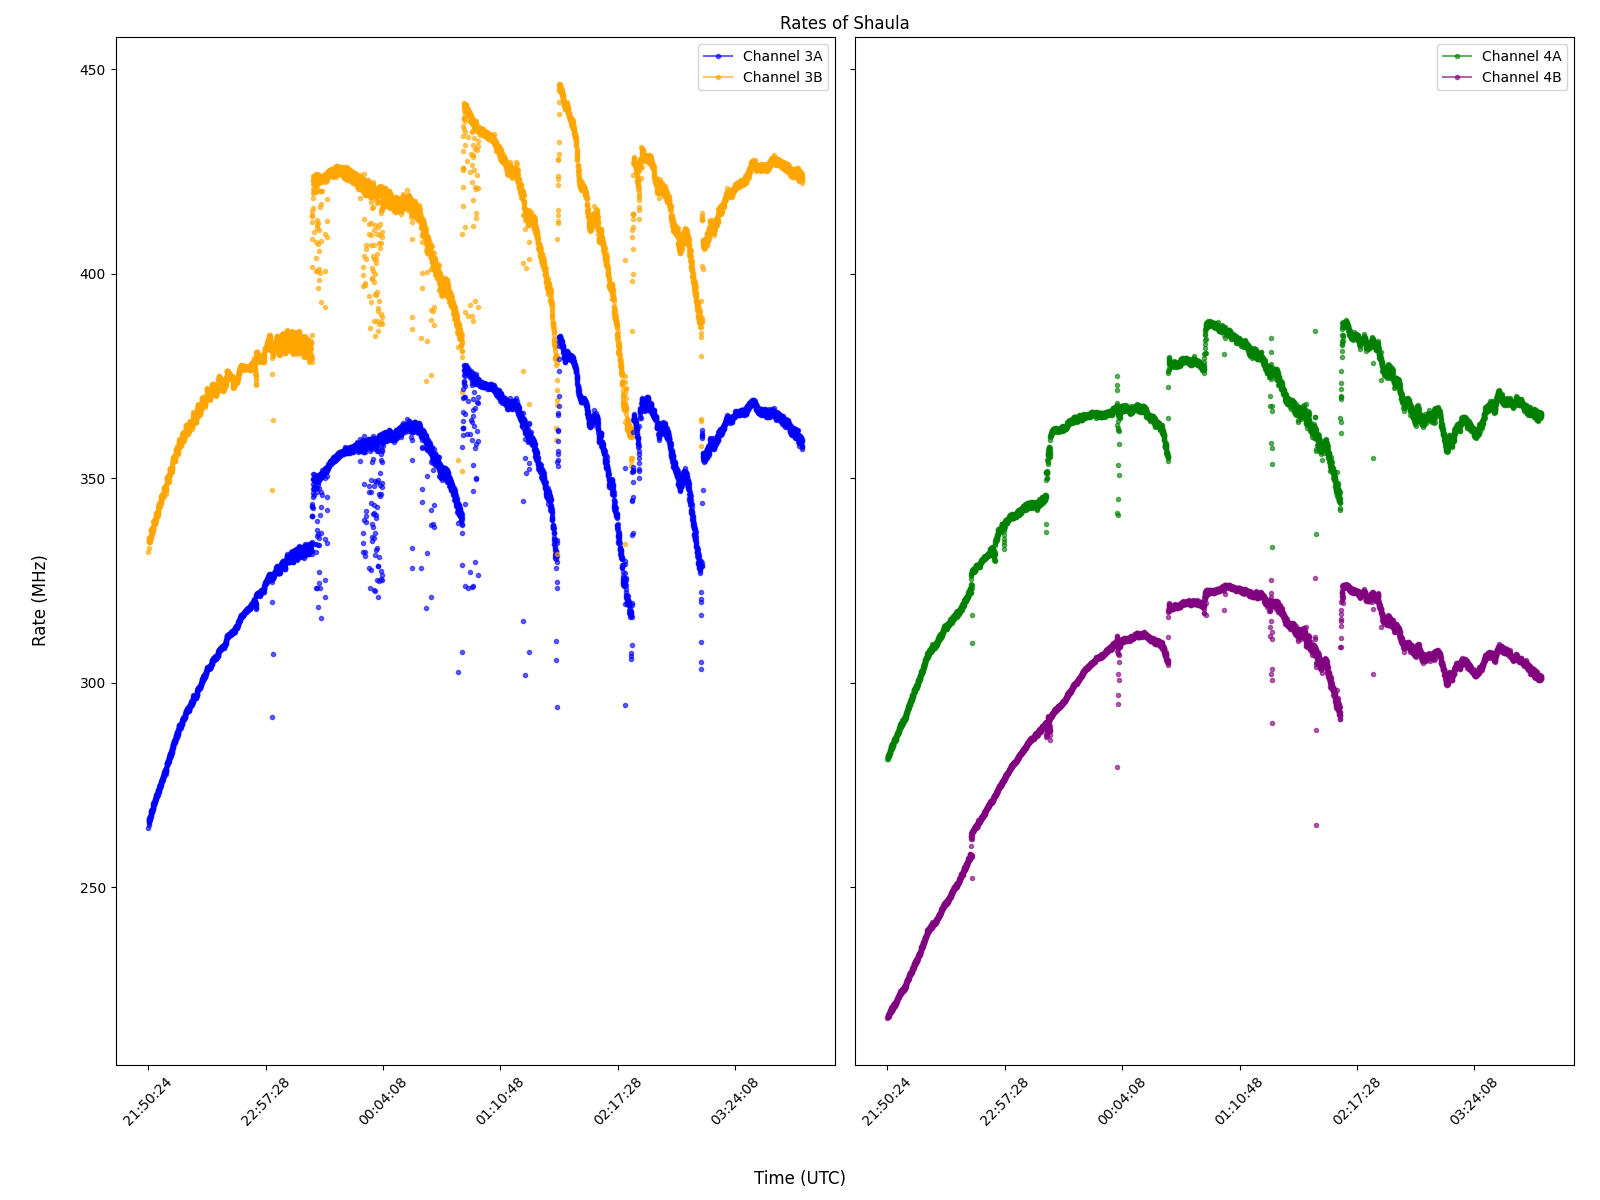 Rates of Shaula
Channel 3A
Channel 3B
Channel 4A
Channel 4B
450
400
350
300
250
Rate (MHz)
21:50:24
22:57:28
00:04:08
01:10:48
02:17:28
03:24:08
21:50:24
22:57:28
00:04:08
01:10:48
02:17:28
03:24:08
Time (UTC)